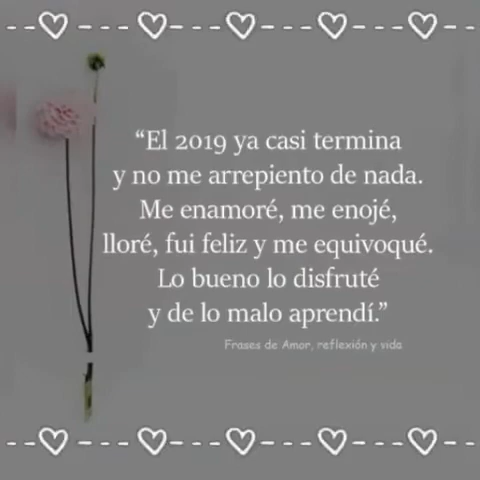 “El 2019 ya casi termina
y no me arrepiento de nada.
Me enamoré, me enojé,
lloré, fui feliz y me equivoqué.
Lo bueno lo disfruté
y de lo malo aprendí.”
Frases de Amor, reflexión y vida